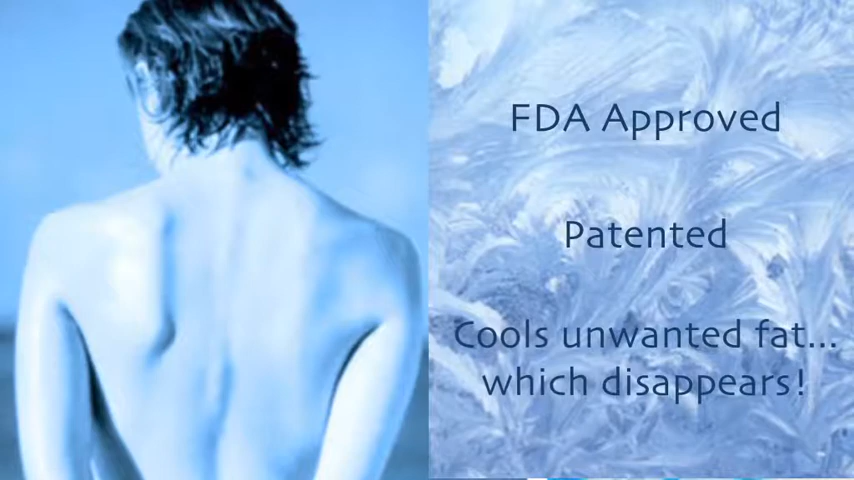 FDA Approved
Patented
Cools unwanted fat...
which disappears!